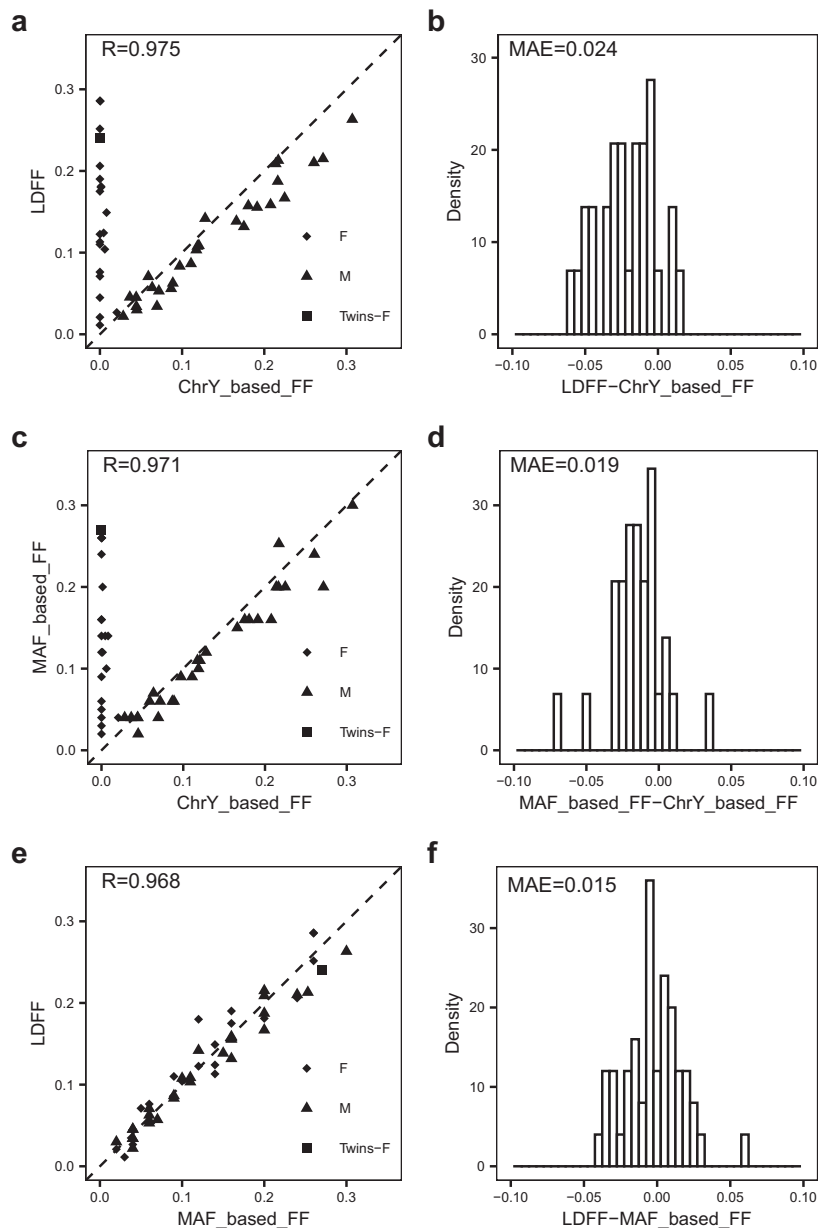 a
R=0.975
LDFF
0.3
0.2
0.1
0.0
F
M
Twins−F
0.0 0.1 0.2 0.3
ChrY_based_FF
b
MAE=0.024
Density
30
20
10
0
−0.10 −0.05 0.00 0.05 0.10
LDFF−ChrY_based_FF
c
R=0.971
MAF_based_FF
0.3
0.2
0.1
0.0
F
M
Twins−F
0.0 0.1 0.2 0.3
ChrY_based_FF
d
MAE=0.019
Density
30
20
10
0
−0.10 −0.05 0.00 0.05 0.10
MAF_based_FF−ChrY_based_FF
e
R=0.968
LDFF
0.3
0.2
0.1
0.0
F
M
Twins−F
0.0 0.1 0.2 0.3
MAF_based_FF
f
MAE=0.015
Density
30
20
10
0
−0.10 −0.05 0.00 0.05 0.10
LDFF−MAF_based_FF